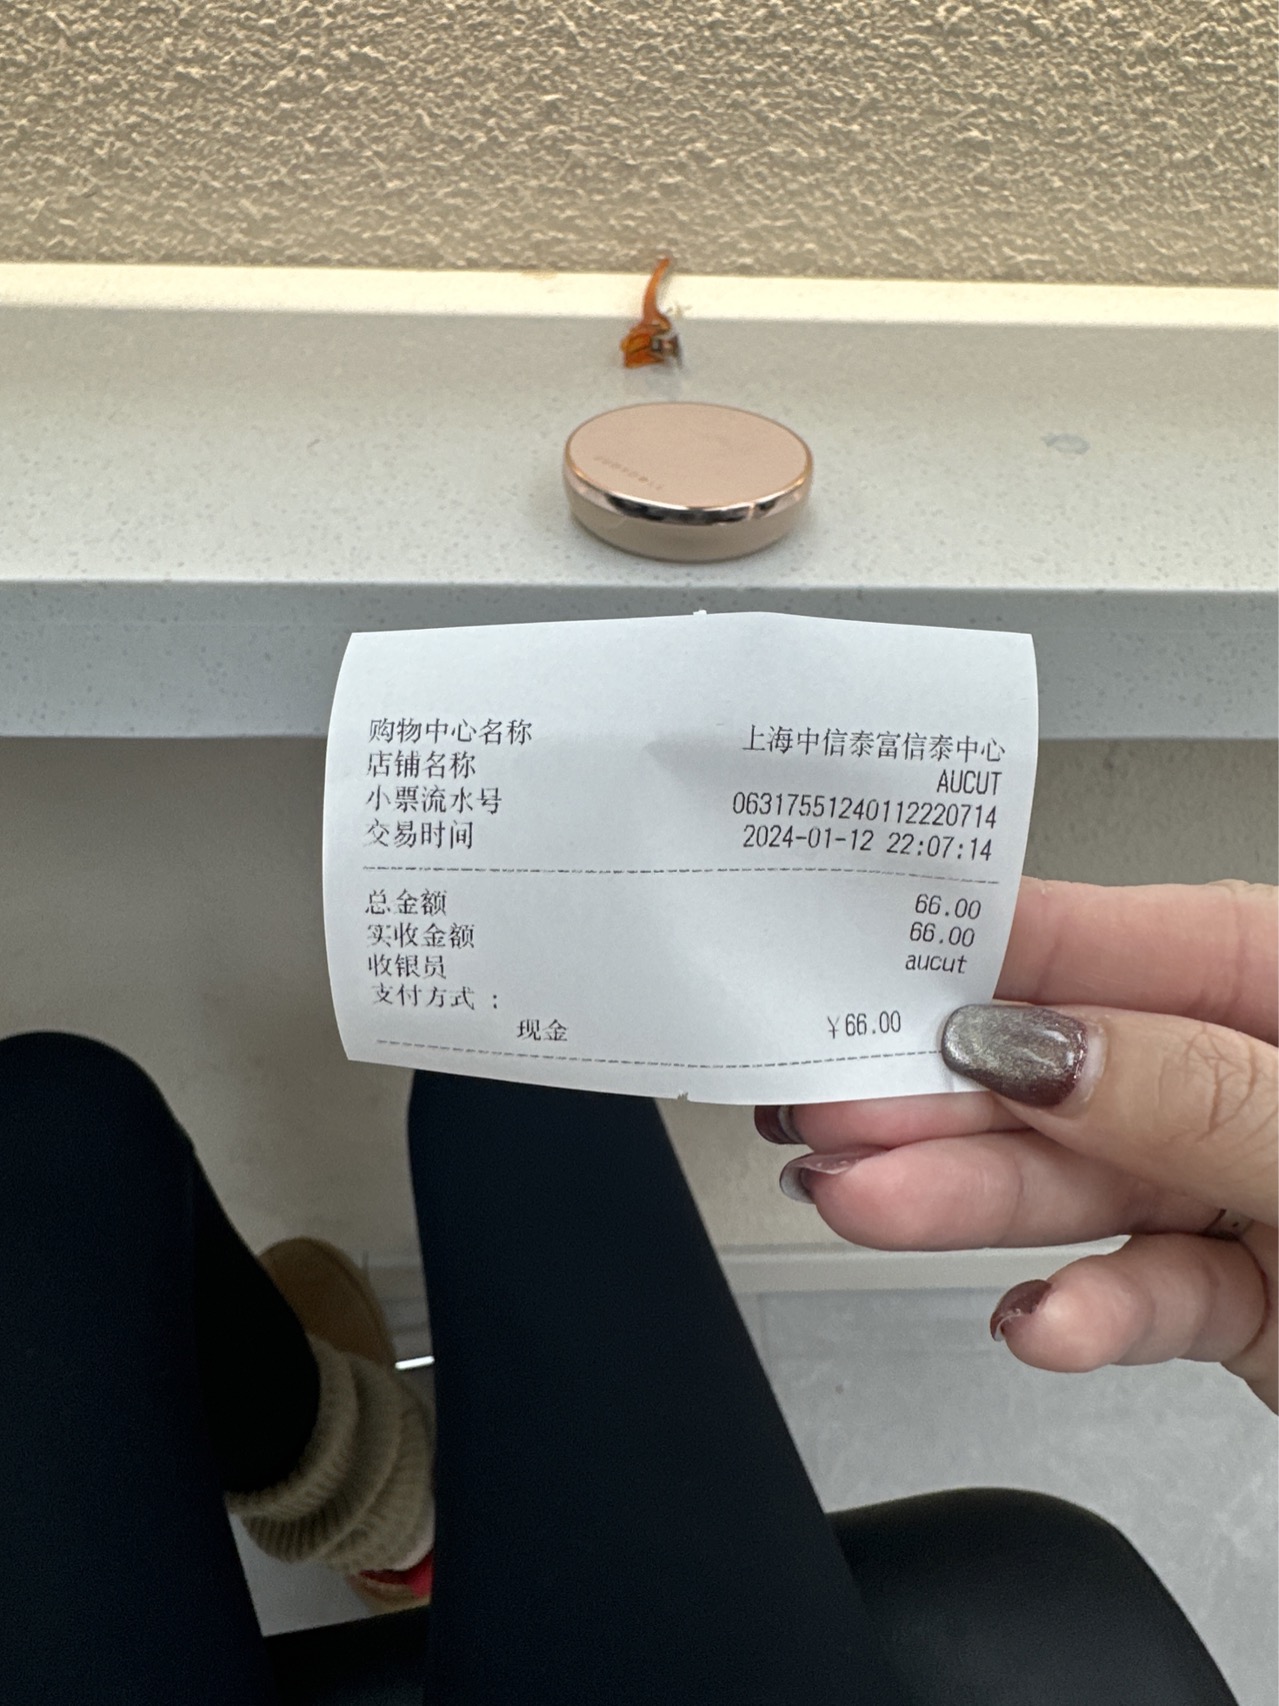 购物中心名称 上海中信泰富信泰中心
店铺名称 AUCUT
小票流水号 06317551240112220714
交易时间 2024-01-12 22:07:14
总金额 66.00
实收金额 66.00
收银员 aucut
支付方式：
现金 ¥66.00